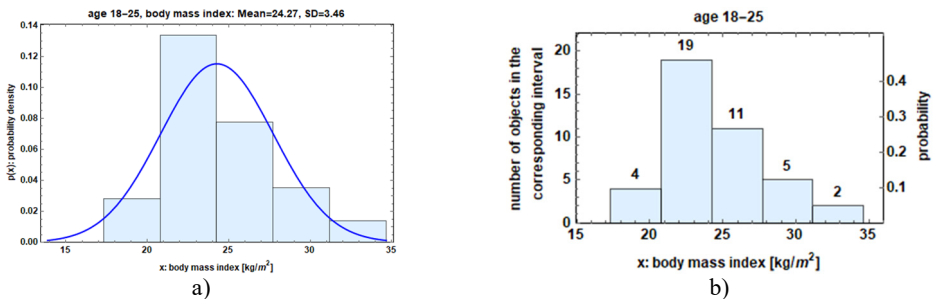 age 18−25, body mass index: Mean=24.27, SD=3.46
p(x): probability density
0.14
0.12
0.10
0.08
0.06
0.04
0.02
0.00
15 20 25 30 35
x: body mass index [kg/m²]
a)
age 18−25
number of objects in the
corresponding interval
20
15
10
5
0
4
19
11
5
2
0.4
0.3
0.2
0.1
probability
15 20 25 30 35
x: body mass index [kg/m²]
b)